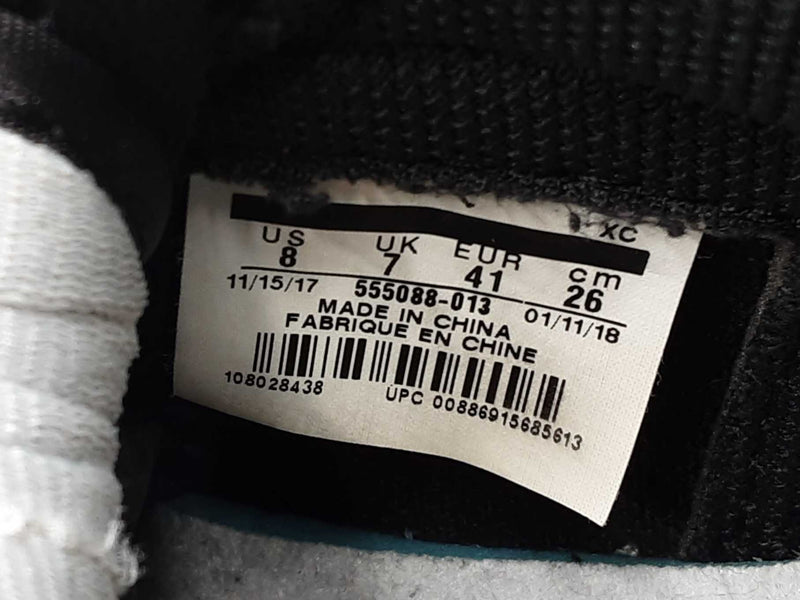 XC
US UK EUR cm
8 7 41 26
11/15/17 555088-013 01/11/18
MADE IN CHINA
FABRIQUE EN CHINE
108028438 UPC 00886915685613